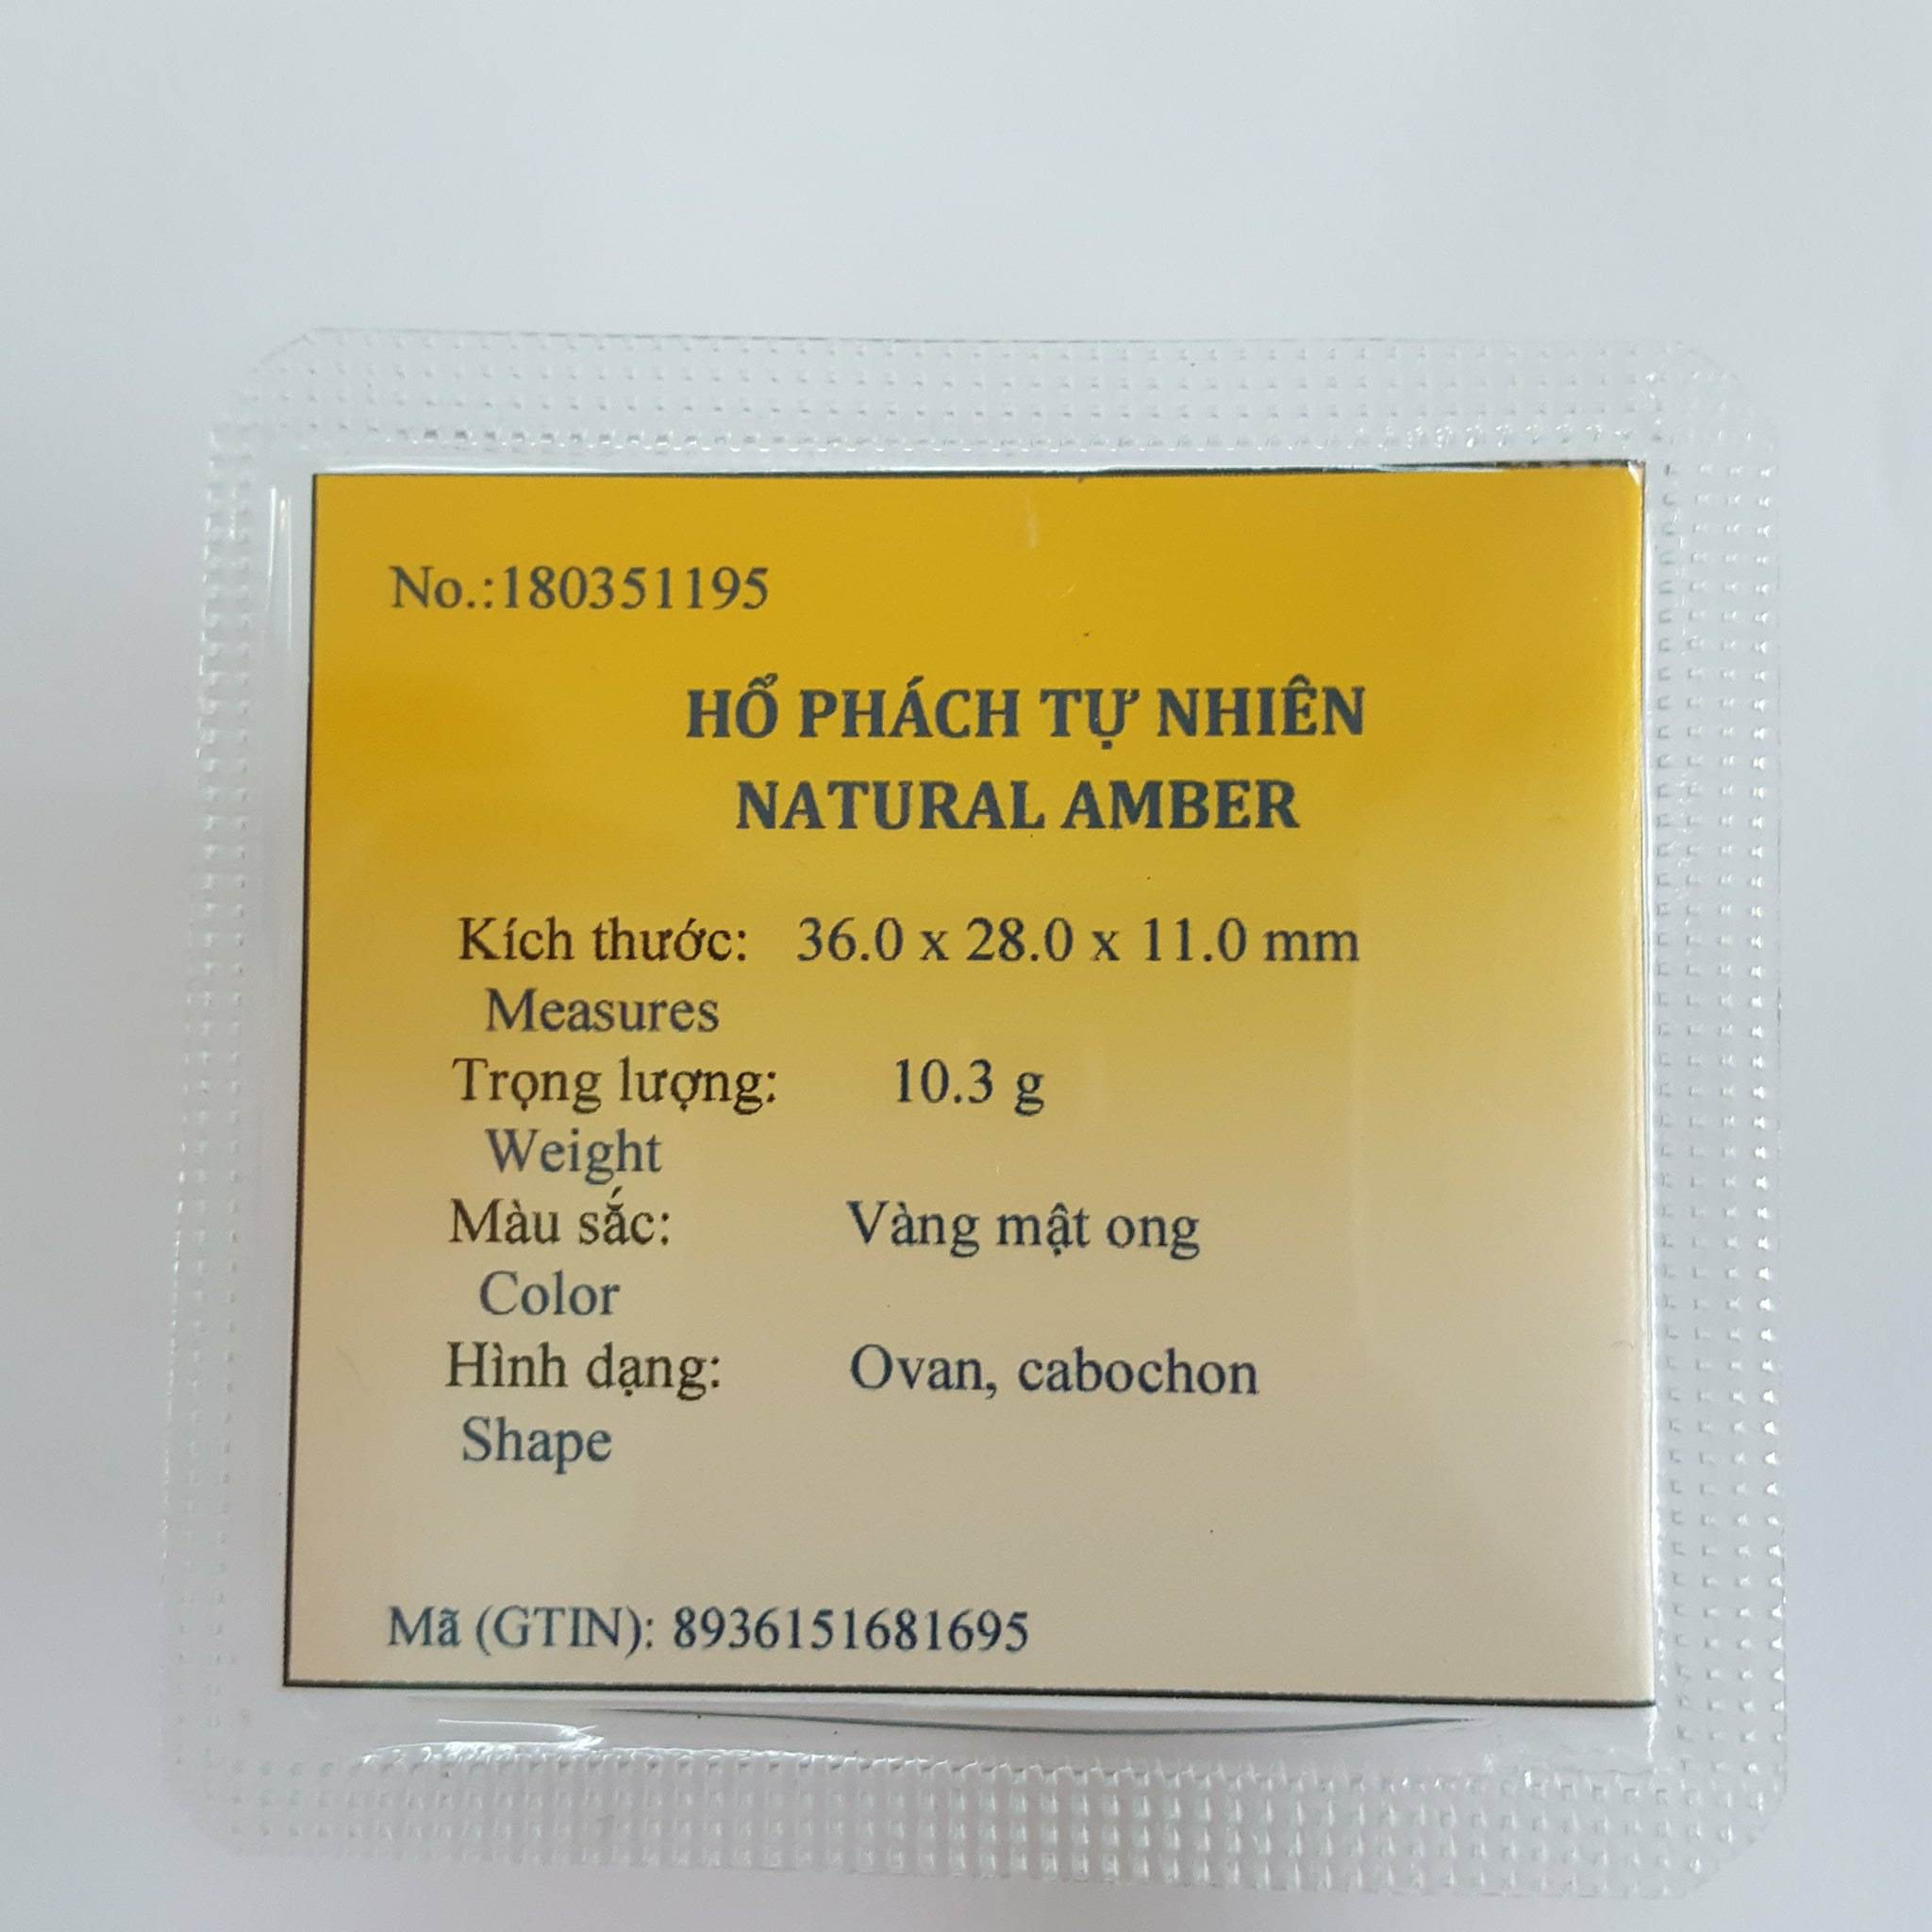 No.:180351195
HỔ PHÁCH TỰ NHIÊN
NATURAL AMBER
Kích thước: 36.0 x 28.0 x 11.0 mm
Measures
Trọng lượng: 10.3 g
Weight
Màu sắc: Vàng mật ong
Color
Hình dạng: Ovan, cabochon
Shape
Mã (GTIN): 8936151681695